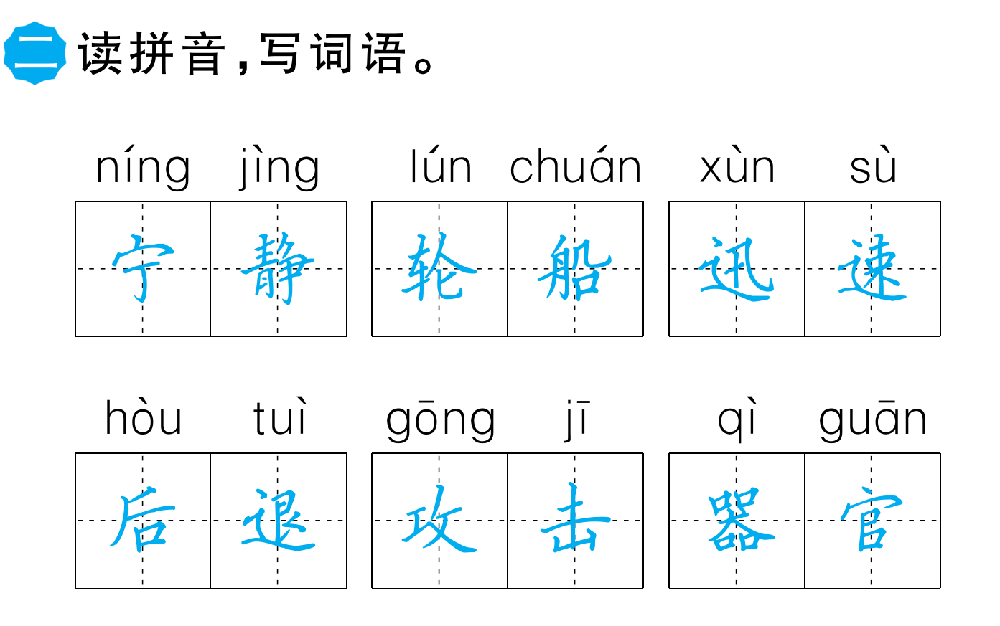 二 读拼音,写词语。
níng jìng lún chuán xùn sù
宁静 轮船 迅速
hòu tuì gōng jī qì guān
后退 攻击 器官